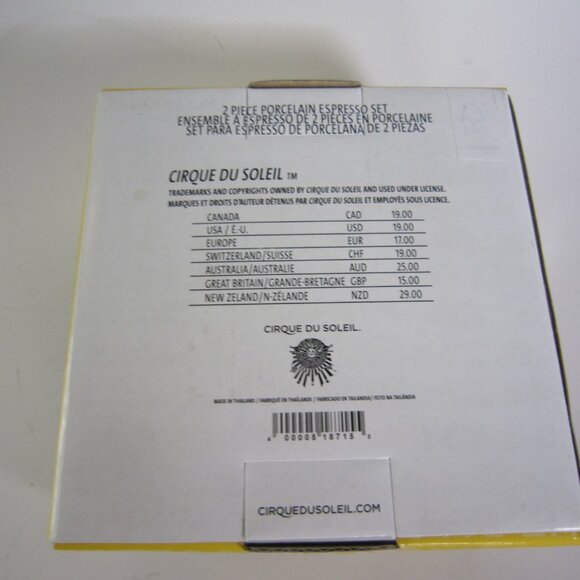 2 PIECE PORCELAIN ESPRESSO SET
ENSEMBLE À ESPRESSO DE 2 PIÈCES EN PORCELAINE
SET PARA ESPRESSO DE PORCELANA DE 2 PIEZAS
CIRQUE DU SOLEIL TM
TRADEMARKS AND COPYRIGHTS OWNED BY CIRQUE DU SOLEIL AND USED UNDER LICENSE.
MARQUES ET DROITS D'AUTEUR DÉTENUS PAR CIRQUE DU SOLEIL ET EMPLOYÉS SOUS LICENCE.
CANADA CAD 19.00
USA / É.-U. USD 19.00
EUROPE EUR 17.00
SWITZERLAND/SUISSE CHF 19.00
AUSTRALIA/AUSTRALIE AUD 25.00
GREAT BRITAIN/GRANDE-BRETAGNE GBP 15.00
NEW ZELAND/N-ZÉLANDE NZD 29.00
CIRQUE DU SOLEIL.
MADE IN THAILAND / FABRIQUÉ EN THAÏLANDE / FABRICADO EN TAILANDIA/ FEITO NA TAILÂNDIA
4 00005 18715
CIRQUEDUSOLEIL.COM